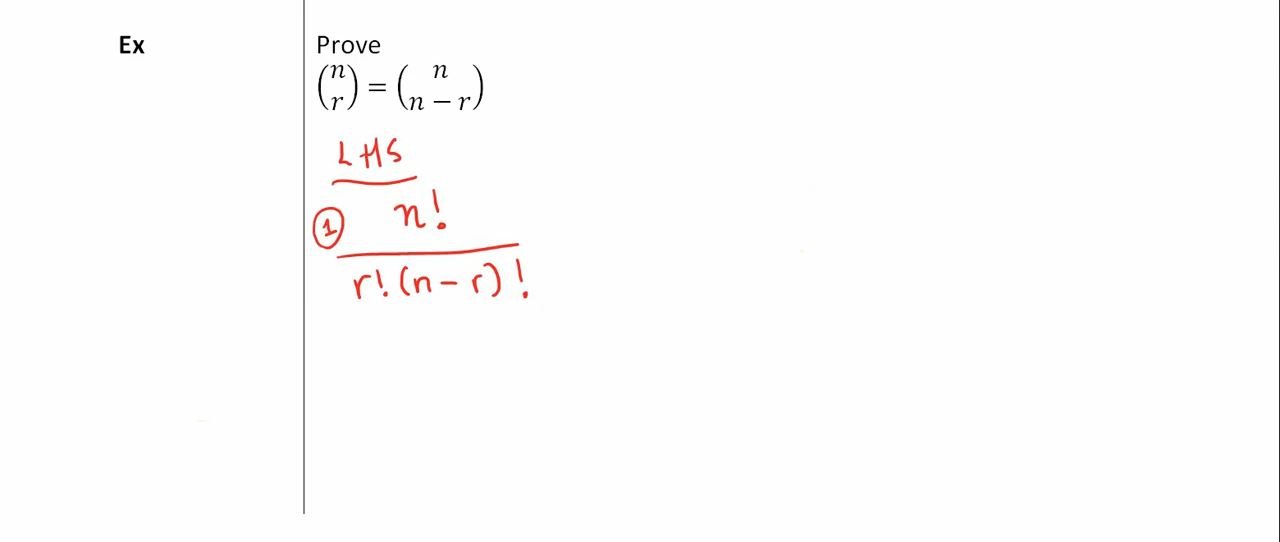 Ex
Prove
(n r) = (n n − r)
LHS
① n!
r!(n-r)!